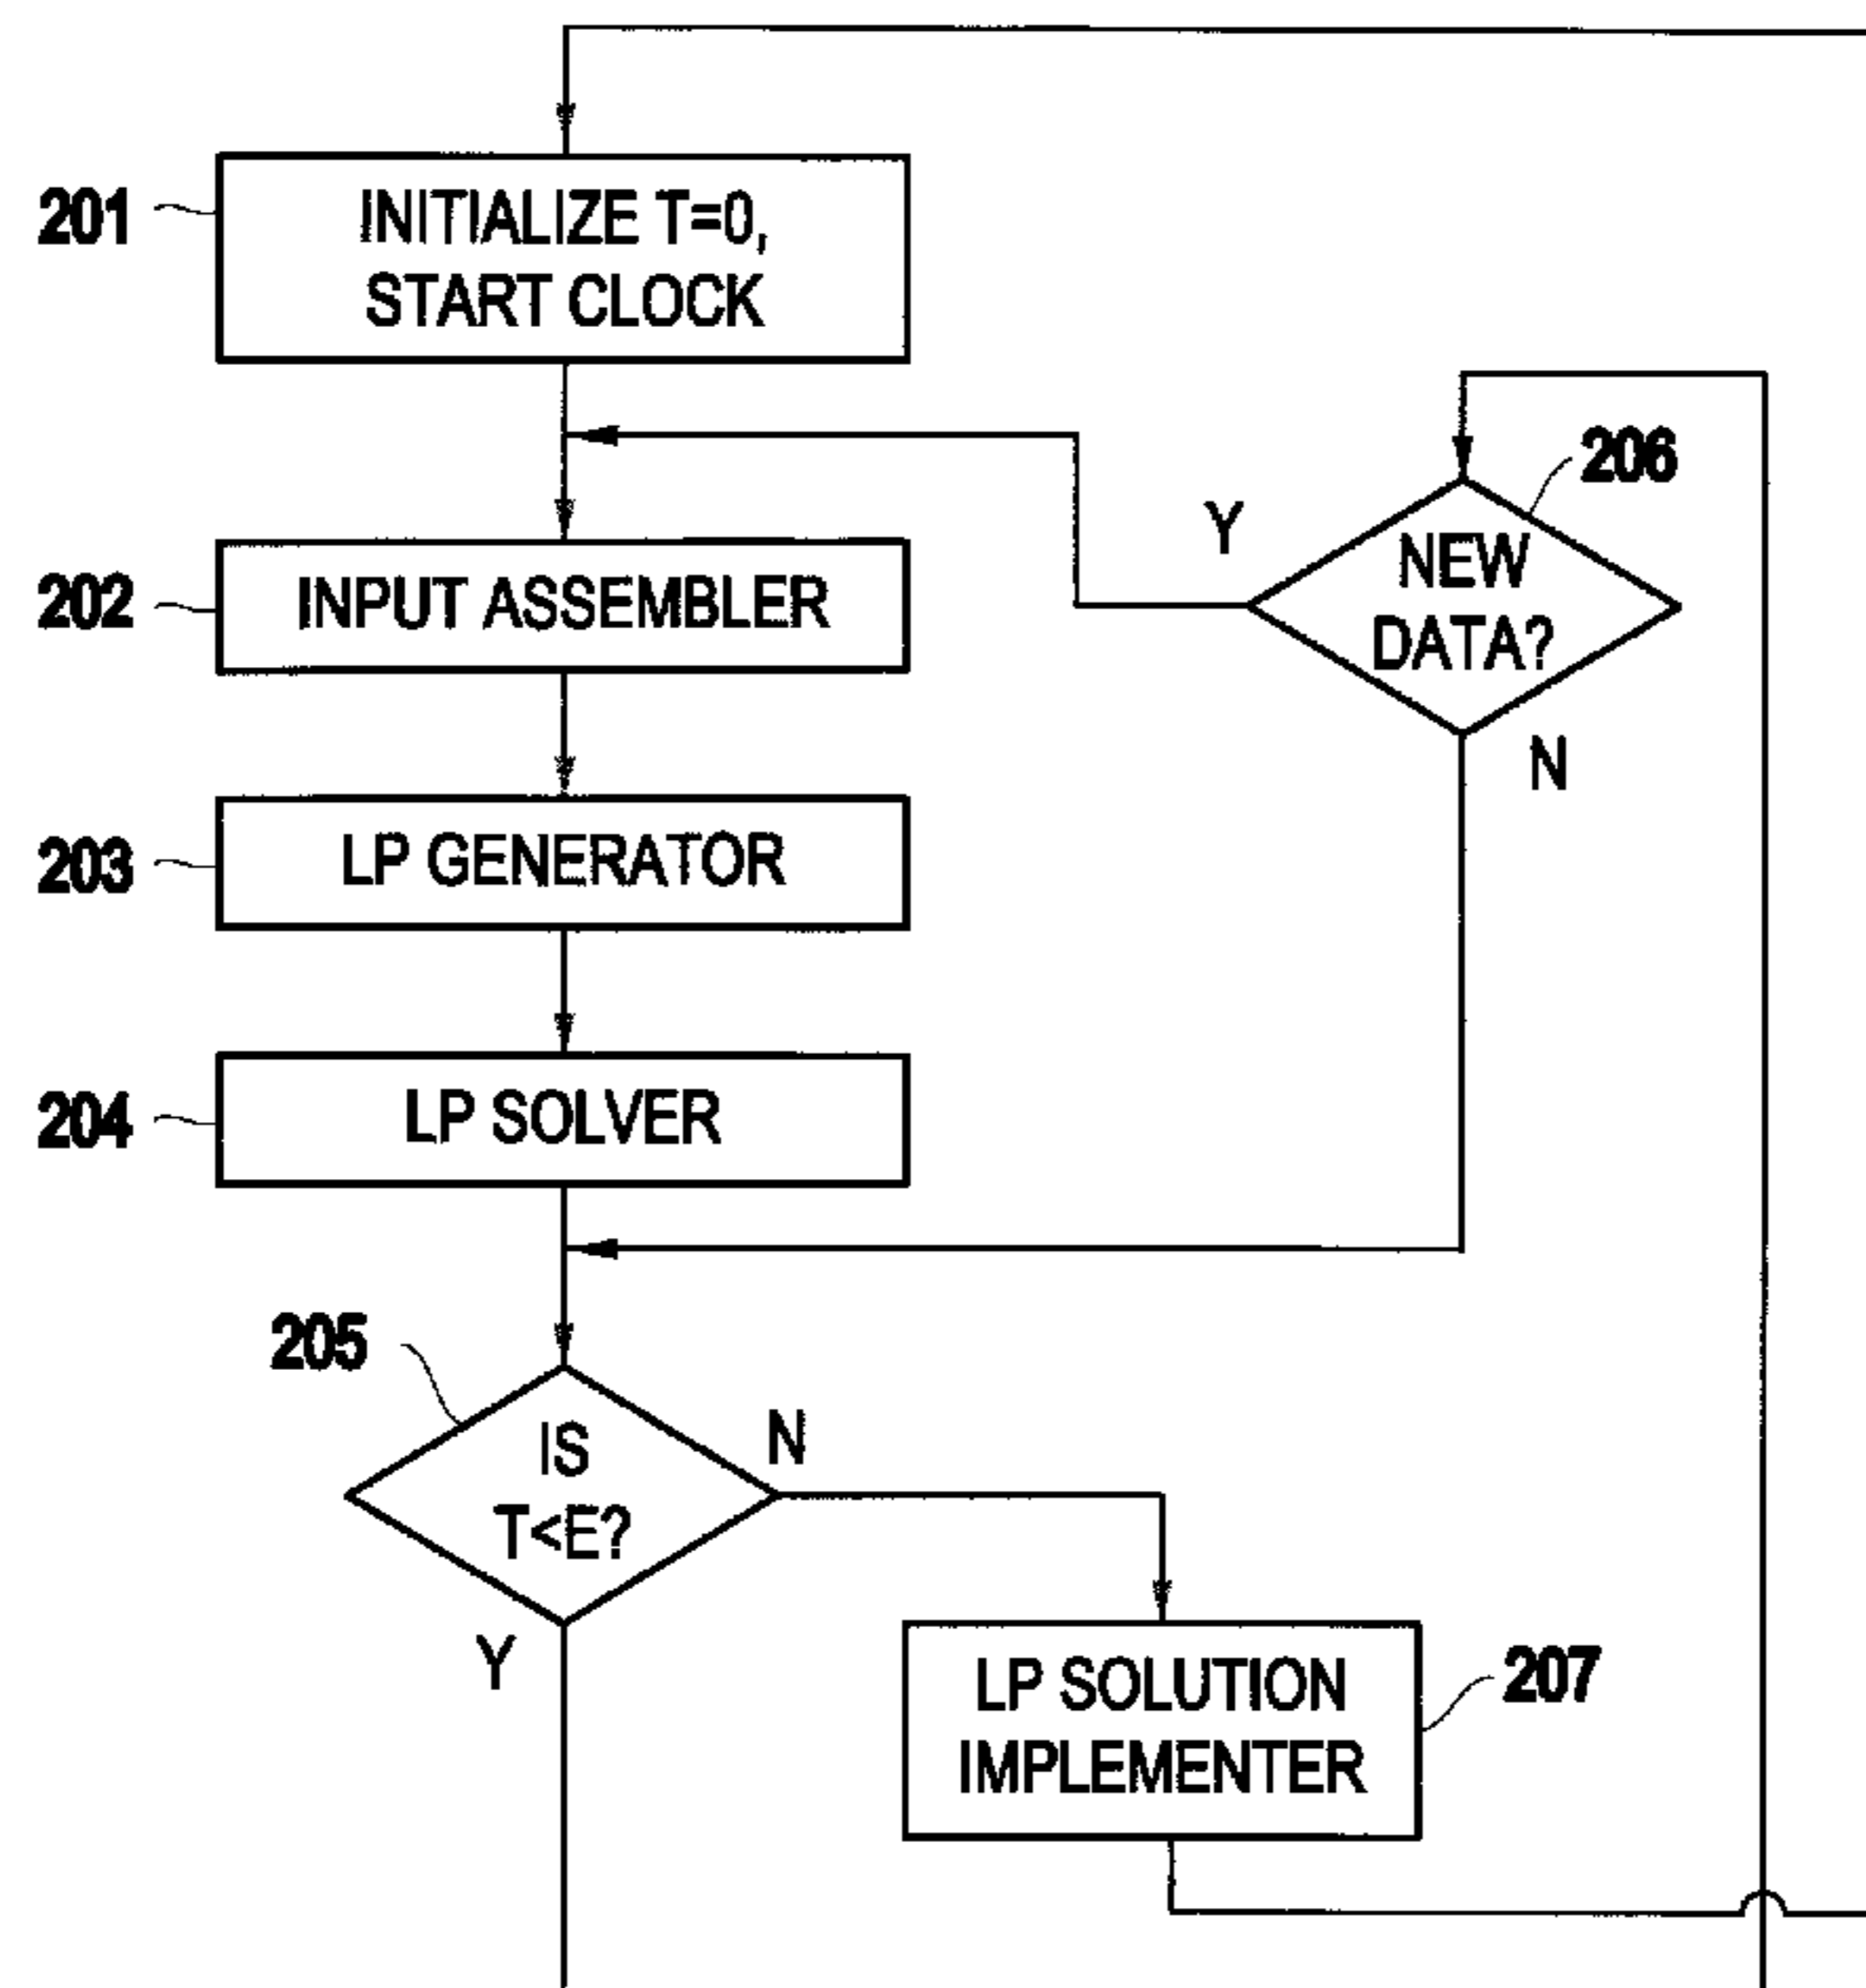 201
INITIALIZE T=0,
START CLOCK
206
Y
NEW
DATA?
N
202
INPUT ASSEMBLER
203
LP GENERATOR
204
LP SOLVER
205
IS
T<E?
N
Y
LP SOLUTION
IMPLEMENTER
207